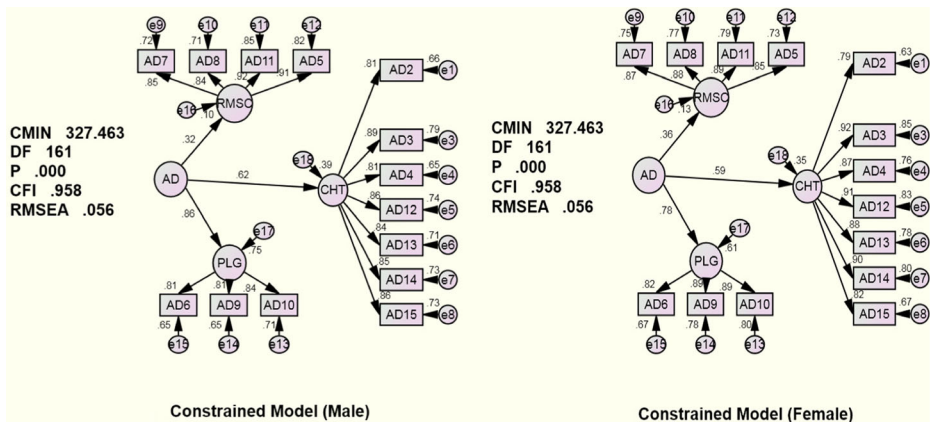 e9 e10 e11 e12
.72 .71 .85 .82
AD7 AD8 AD11 AD5
.85 .84 .92 .91
e16 .10 RMSC
.32
CMIN 327.463
DF 161
P .000
CFI .958
RMSEA .056
AD .62 CHT .39 e18
.86
e17
.75
PLG
.81 .81 .84
AD6 AD9 AD10
.65 .65 .71
e15 e14 e13
.81 AD2 .66 e1
.89 AD3 .79 e3
.81 AD4 .65 e4
.86 AD12 .74 e5
.84 AD13 .71 e6
.85 AD14 .73 e7
.86 AD15 .73 e8
Constrained Model (Male)
e9 e10 e11 e12
.75 .77 .79 .73
AD7 AD8 AD11 AD5
.87 .88 .89 .85
e16 .13 RMSC
.36
CMIN 327.463
DF 161
P .000
CFI .958
RMSEA .056
AD .59 CHT .35 e18
.78
e17
.61
PLG
.82 .89 .89
AD6 AD9 AD10
.67 .78 .80
e15 e14 e13
.79 AD2 .63 e1
.92 AD3 .85 e3
.87 AD4 .76 e4
.91 AD12 .83 e5
.88 AD13 .78 e6
.90 AD14 .80 e7
.82 AD15 .67 e8
Constrained Model (Female)